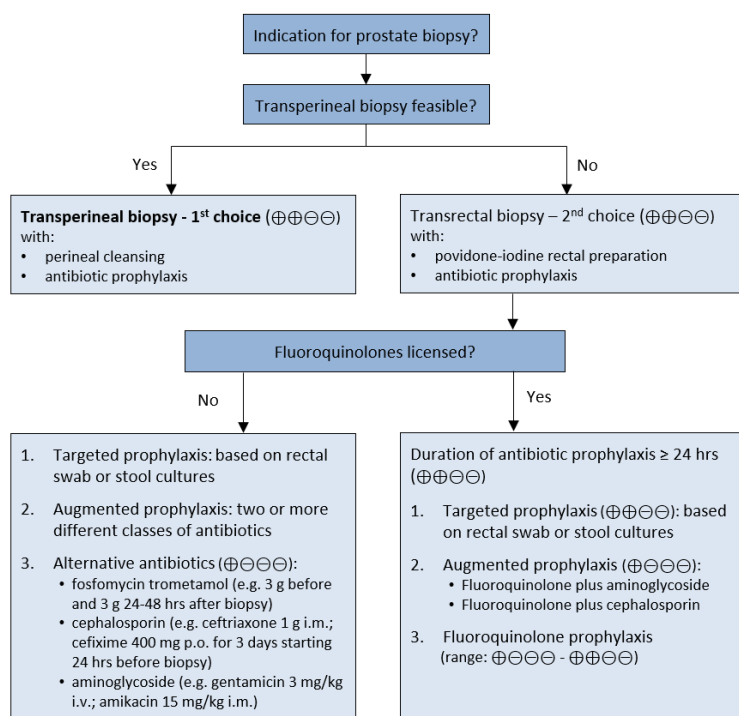 Indication for prostate biopsy?
Transperineal biopsy feasible?
Yes
No
Transperineal biopsy - 1st choice (⊕⊕⊖⊖)
with:
• perineal cleansing
• antibiotic prophylaxis
Transrectal biopsy – 2nd choice (⊕⊕⊖⊖)
with:
• povidone-iodine rectal preparation
• antibiotic prophylaxis
Fluoroquinolones licensed?
No
Yes
1. Targeted prophylaxis: based on rectal
swab or stool cultures
2. Augmented prophylaxis: two or more
different classes of antibiotics
3. Alternative antibiotics (⊕⊖⊖⊖):
• fosfomycin trometamol (e.g. 3 g before
and 3 g 24-48 hrs after biopsy)
• cephalosporin (e.g. ceftriaxone 1 g i.m.;
cefixime 400 mg p.o. for 3 days starting
24 hrs before biopsy)
• aminoglycoside (e.g. gentamicin 3 mg/kg
i.v.; amikacin 15 mg/kg i.m.)
Duration of antibiotic prophylaxis ≥ 24 hrs
(⊕⊕⊖⊖)
1. Targeted prophylaxis (⊕⊕⊖⊖): based
on rectal swab or stool cultures
2. Augmented prophylaxis (⊕⊖⊖⊖):
• Fluoroquinolone plus aminoglycoside
• Fluoroquinolone plus cephalosporin
3. Fluoroquinolone prophylaxis
(range: ⊕⊖⊖⊖ - ⊕⊕⊖⊖)